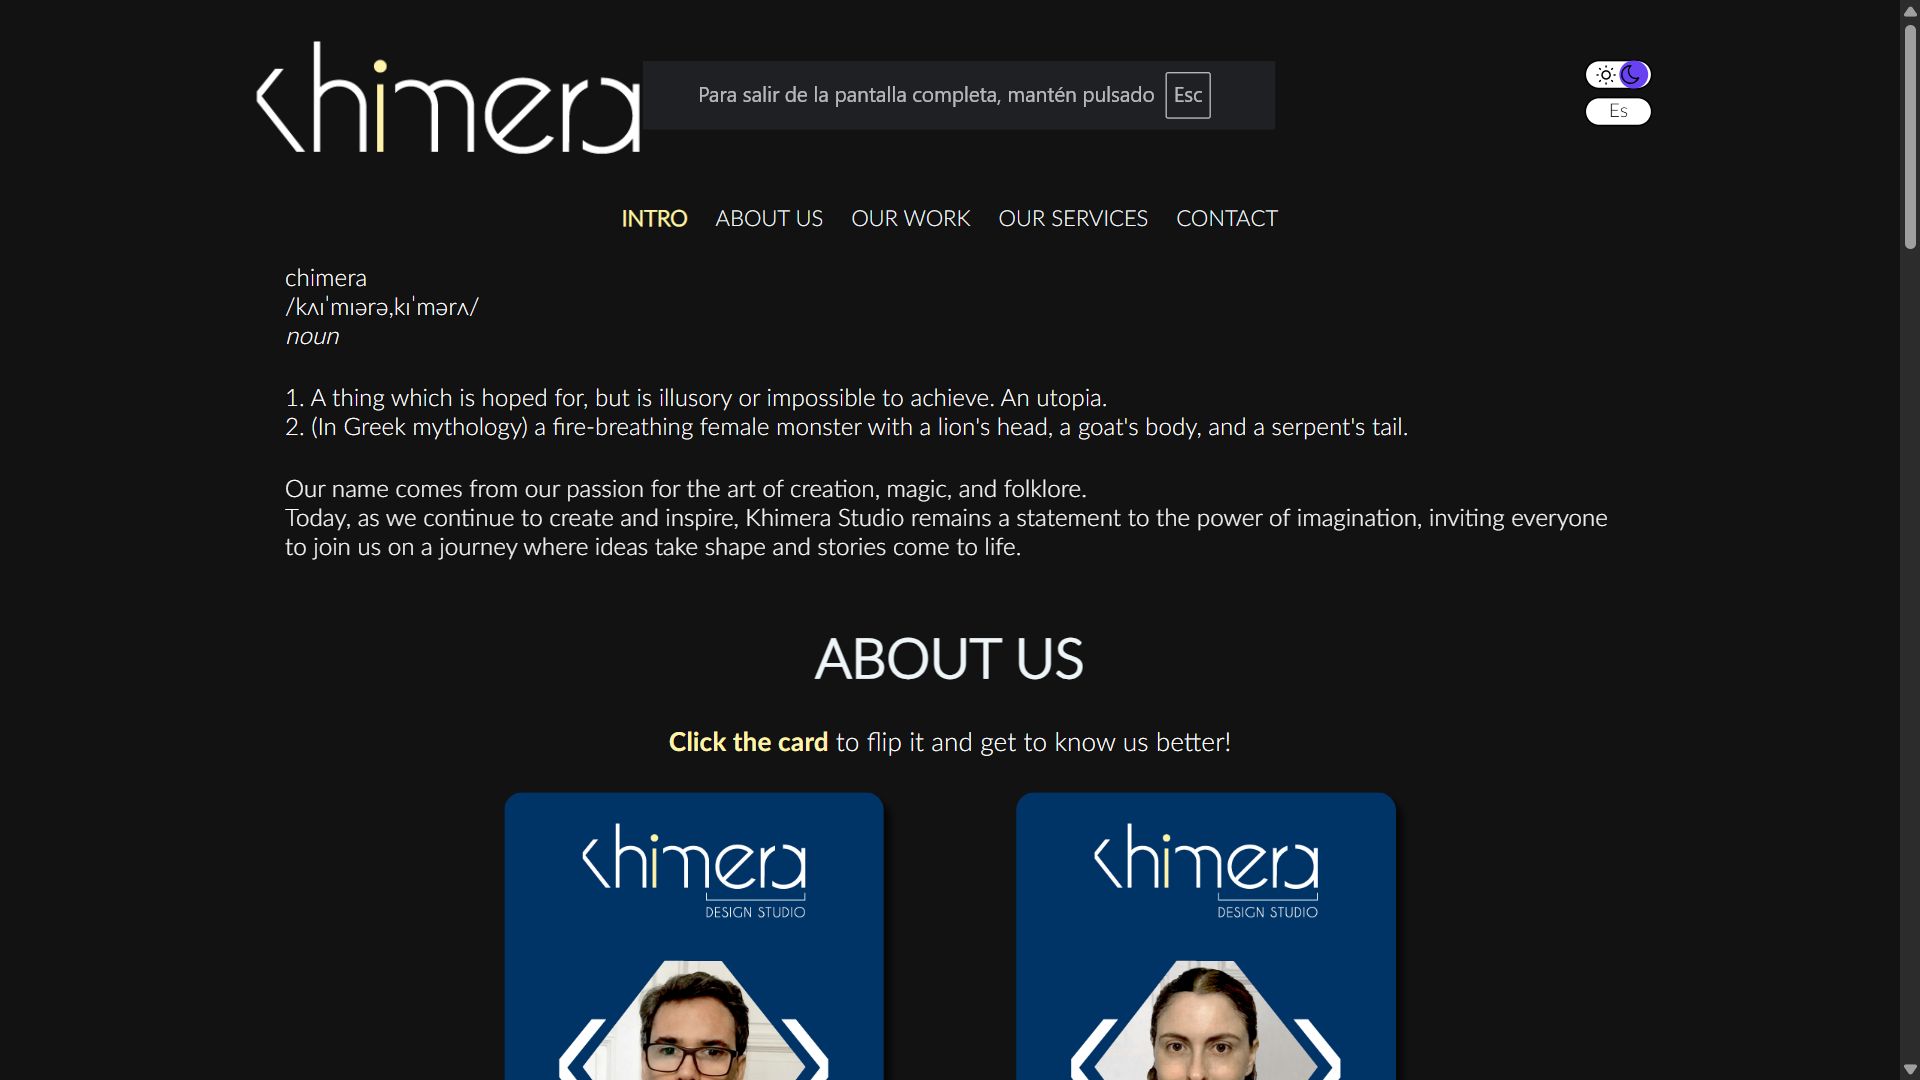 Khimera
Para salir de la pantalla completa, mantén pulsado Esc
Es
INTRO ABOUT US OUR WORK OUR SERVICES CONTACT
chimera
/kʌɪˈmɪərə,kɪˈmərʌ/
noun
1. A thing which is hoped for, but is illusory or impossible to achieve. An utopia.
2. (In Greek mythology) a fire-breathing female monster with a lion's head, a goat's body, and a serpent's tail.
Our name comes from our passion for the art of creation, magic, and folklore.
Today, as we continue to create and inspire, Khimera Studio remains a statement to the power of imagination, inviting everyone
to join us on a journey where ideas take shape and stories come to life.
ABOUT US
Click the card to flip it and get to know us better!
Khimera
DESIGN STUDIO
Khimera
DESIGN STUDIO